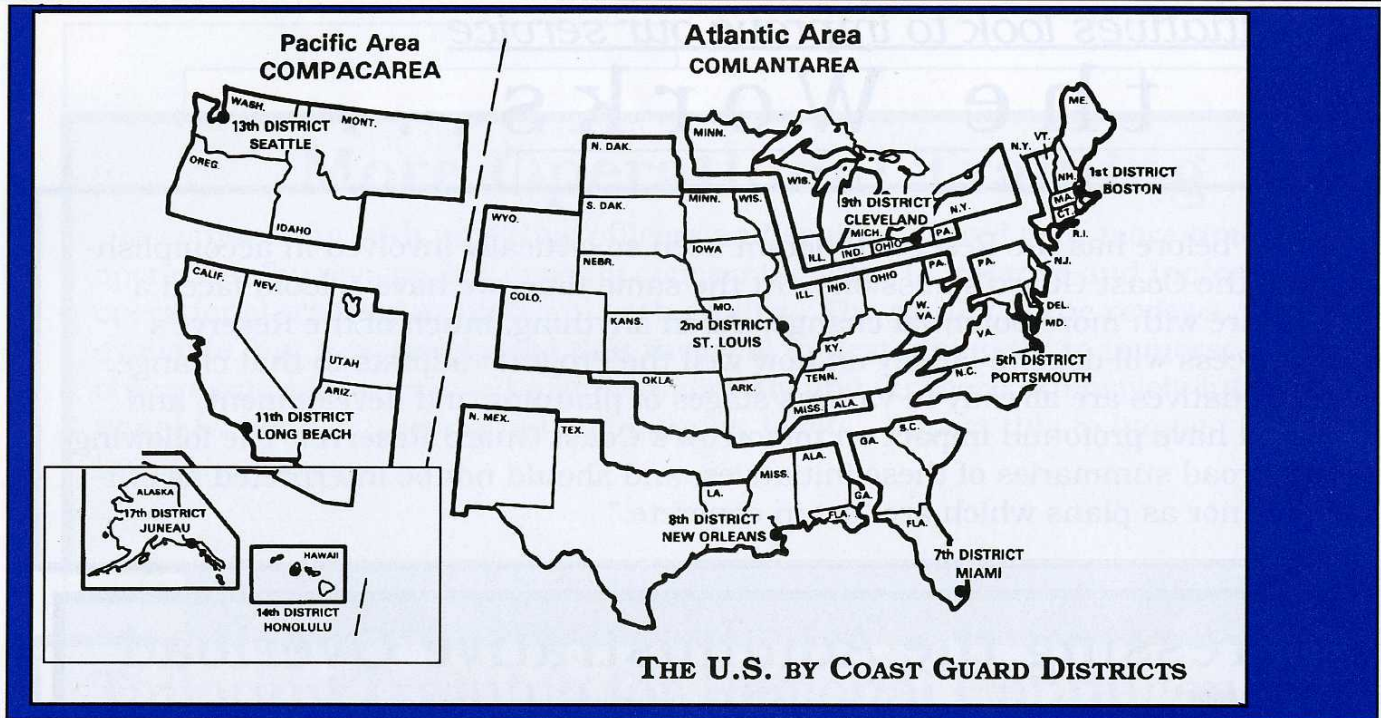 Pacific Area
COMPACAREA
Atlantic Area
COMLANTAREA
WASH.
13th DISTRICT
SEATTLE
MONT.
OREG.
IDAHO
CALIF.
NEV.
UTAH
ARIZ
11th DISTRICT
LONG BEACH
ALASKA
17th DISTRICT
JUNEAU
HAWAII
14th DISTRICT
HONOLULU
N. DAK.
MINN.
WIS.
S. DAK.
MINN.
WIS.
WYO.
IOWA
NEBR.
COLO.
KANS.
MO.
2nd DISTRICT
ST. LOUIS
ILL.
IND.
OHIO
PA.
W.
VA.
KY.
TENN.
OKLA.
ARK.
MISS.
ALA.
9th DISTRICT
CLEVELAND
MICH.
ILL.
IND.
OHIO
PA.
N.Y.
ME.
VT.
N.Y.
NH.
1st DISTRICT
BOSTON
MA.
CT.
R.I.
N.J.
PA.
DEL.
MD.
VA.
5th DISTRICT
PORTSMOUTH
N.C.
N. MEX.
TEX.
LA.
MISS.
ALA.
GA.
FLA.
8th DISTRICT
NEW ORLEANS
GA.
S.C.
FLA.
7th DISTRICT
MIAMI
THE U.S. BY COAST GUARD DISTRICTS